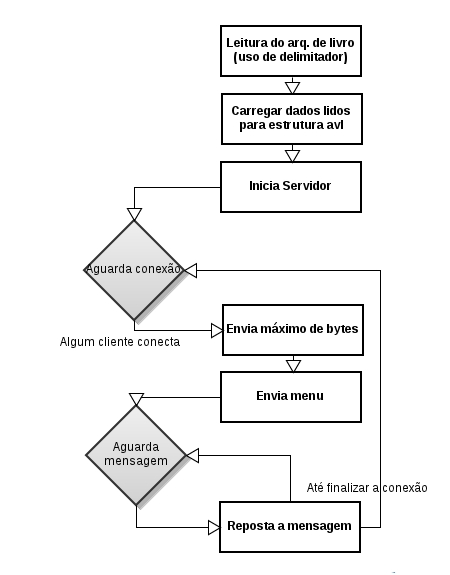 Leitura do arq. de livro
(uso de delimitador)
Carregar dados lidos
para estrutura avl
Inicia Servidor
Aguarda conexão
Algum cliente conecta
Envia máximo de bytes
Envia menu
Aguarda
mensagem
Até finalizar a conexão
Reposta a mensagem